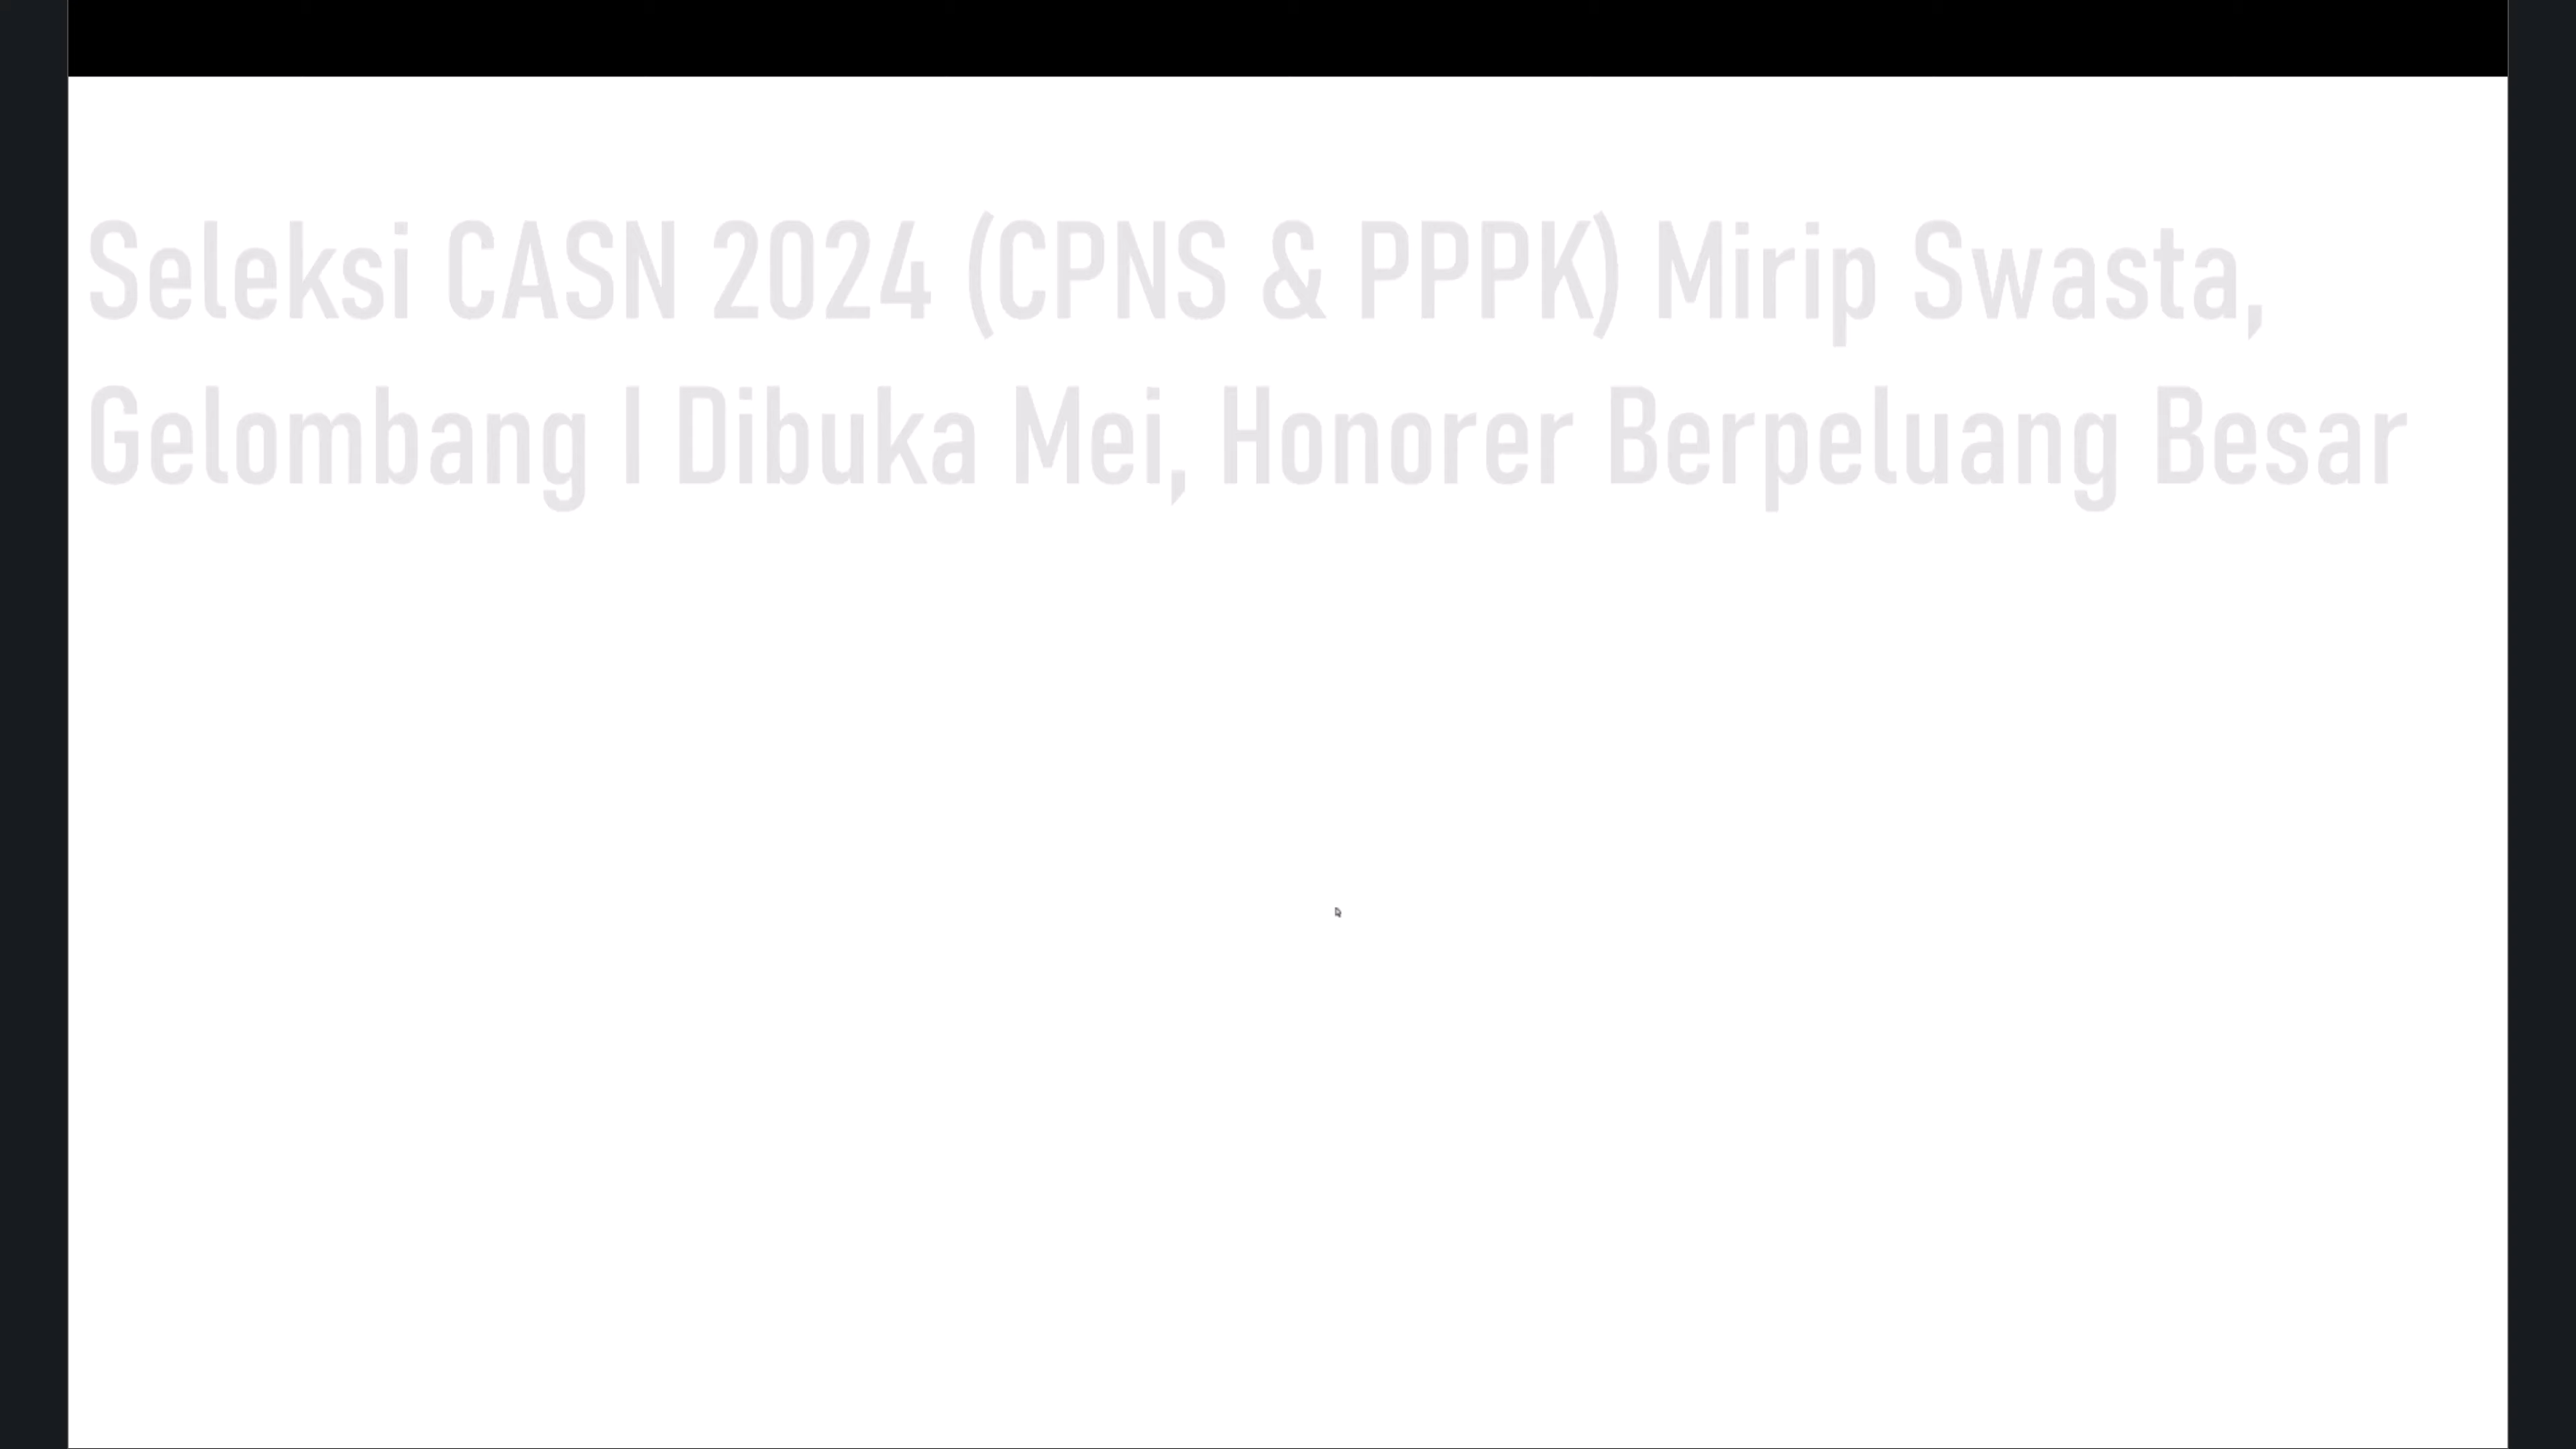 Seleksi CASN 2024 (CPNS & PPPK) Mirip Swasta,
Gelombang I Dibuka Mei, Honorer Berpeluang Besar